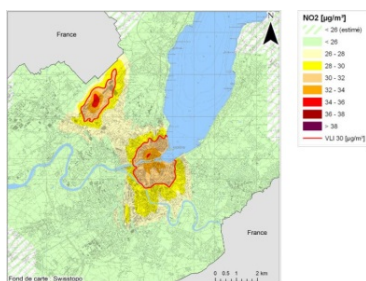 France
N
France
Fond de carte : Swisstopo
0 0.5 1 2 km
NO2 [µg/m³]
< 26 (estimé)
< 26
26 - 28
28 - 30
30 - 32
32 - 34
34 - 36
36 - 38
> 38
VLI 30 [µg/m³]